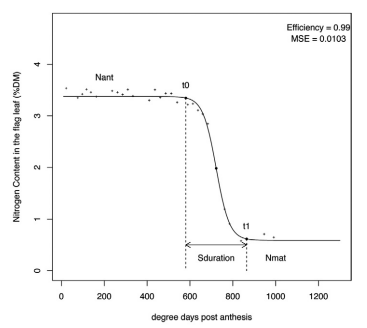 Efficiency = 0.99
MSE = 0.0103
Nant
t0
t1
Sduration
Nmat
Nitrogen Content in the flag leaf (%DM)
4
3
2
1
0
0 200 400 600 800 1000 1200
degree days post anthesis